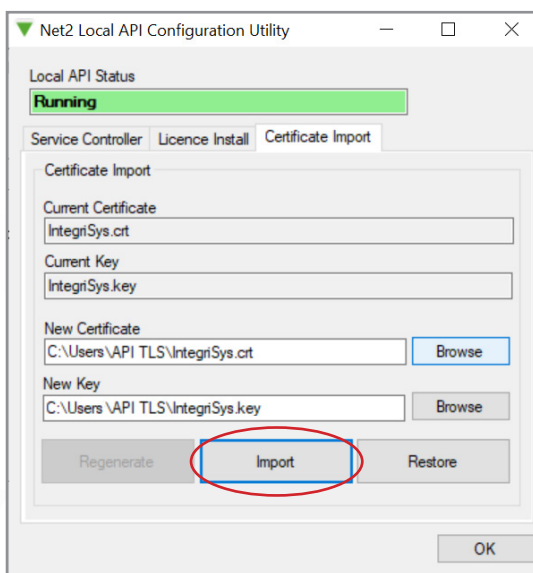 Net2 Local API Configuration Utility
Local API Status
Running
Service Controller Licence Install Certificate Import
Certificate Import
Current Certificate
IntegriSys.crt
Current Key
IntegriSys.key
New Certificate
C:\Users \API TLS\IntegriSys.crt Browse
New Key
C:\Users \API TLS\IntegriSys.key Browse
Regenerate Import Restore
OK